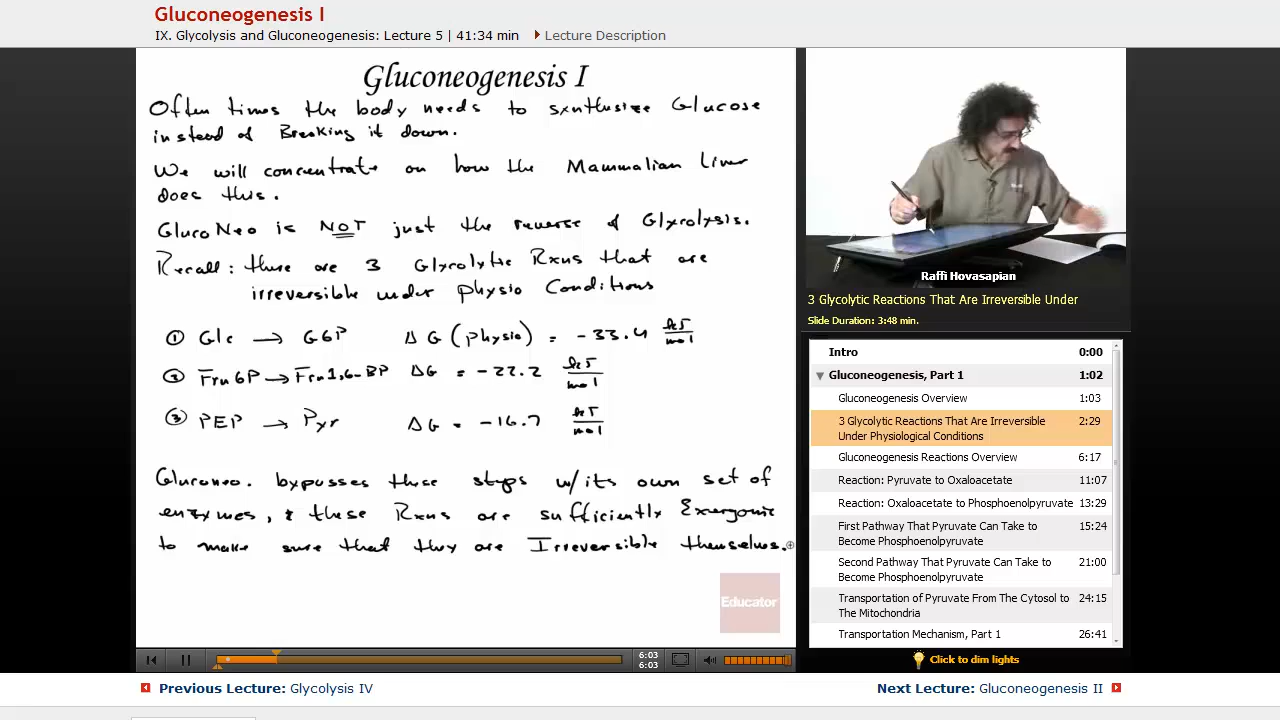 Gluconeogenesis I
IX. Glycolysis and Gluconeogenesis: Lecture 5 | 41:34 min
Lecture Description
Gluconeogenesis I
Often times the body needs to synthesize Glucose
instead of Breaking it down.
We will concentrate on how the Mammalian Liver
does this.
GlucoNeo is NOT just the reverse of Glycolysis.
Recall: there are 3 Glycolytic Rxns that are
irreversible under physio Conditions
① Glc → G6P ΔG (physio) = -33.4 kJ/mol
② Fru 6P → Fru 1,6-BP ΔG = -22.2 kJ/mol
③ PEP → Pyr ΔG = -16.7 kJ/mol
Gluconeo. bypasses these steps w/its own set of
enzymes, & these Rxns are sufficiently Exergonic
to make sure that they are Irreversible themselves.
Educator
6:03
6:03
Raffi Hovasapian
3 Glycolytic Reactions That Are Irreversible Under
Slide Duration: 3:48 min.
Intro 0:00
Gluconeogenesis, Part 1 1:02
Gluconeogenesis Overview 1:03
3 Glycolytic Reactions That Are Irreversible 2:29
Under Physiological Conditions
Gluconeogenesis Reactions Overview 6:17
Reaction: Pyruvate to Oxaloacetate 11:07
Reaction: Oxaloacetate to Phosphoenolpyruvate 13:29
First Pathway That Pyruvate Can Take to 15:24
Become Phosphoenolpyruvate
Second Pathway That Pyruvate Can Take to 21:00
Become Phosphoenolpyruvate
Transportation of Pyruvate From The Cytosol to 24:15
The Mitochondria
Transportation Mechanism, Part 1 26:41
Click to dim lights
Previous Lecture: Glycolysis IV
Next Lecture: Gluconeogenesis II